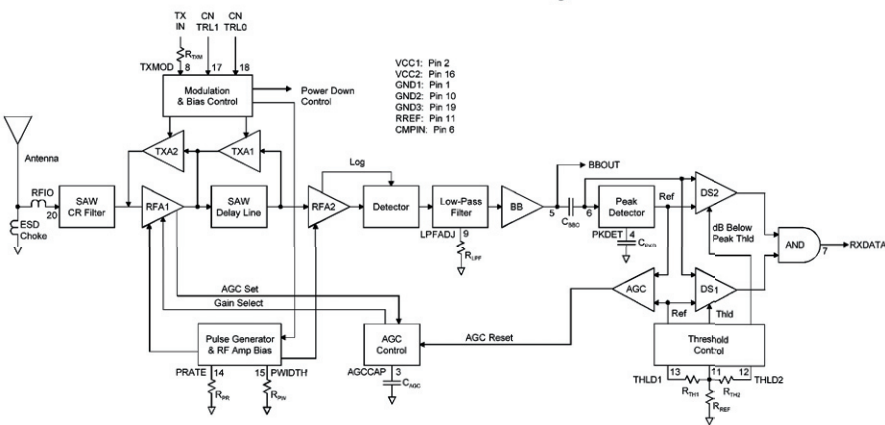 TX
IN
CN
TRL1
CN
TRL0
RTXM
TXMOD
8
17
18
Modulation
& Bias Control
Power Down
Control
VCC1: Pin 2
VCC2: Pin 16
GND1: Pin 1
GND2: Pin 10
GND3: Pin 19
RREF: Pin 11
CMPIN: Pin 6
Antenna
TXA2
TXA1
Log
BBOUT
RFIO
20
SAW
CR Filter
RFA1
SAW
Delay Line
RFA2
Detector
Low-Pass
Filter
BB
5
CBBO
6
Peak
Detector
Ref
DS2
ESD
Choke
LPFADJ
9
RLPF
PKDET
4
CPKD
dB Below
Peak Thld
AND
7
RXDATA
AGC Set
Gain Select
AGC
Ref
DS1
Thld
AGC Reset
Pulse Generator
& RF Amp Bias
AGC
Control
Threshold
Control
PRATE
14
15
PWIDTH
RPR
RPW
AGCCAP
3
CAGC
THLD1
13
11
12
THLD2
RTH1
RTH2
RREF